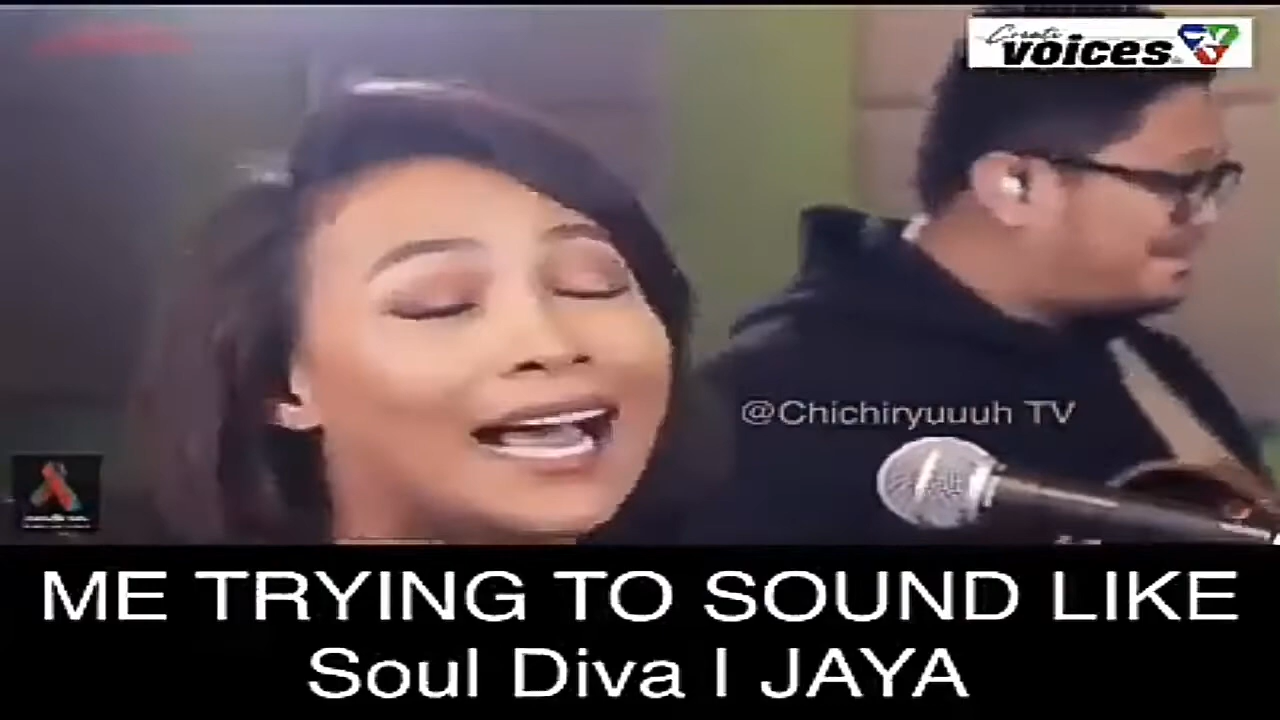 voices
@Chichiryuuuh TV
ME TRYING TO SOUND LIKE
Soul Diva | JAYA